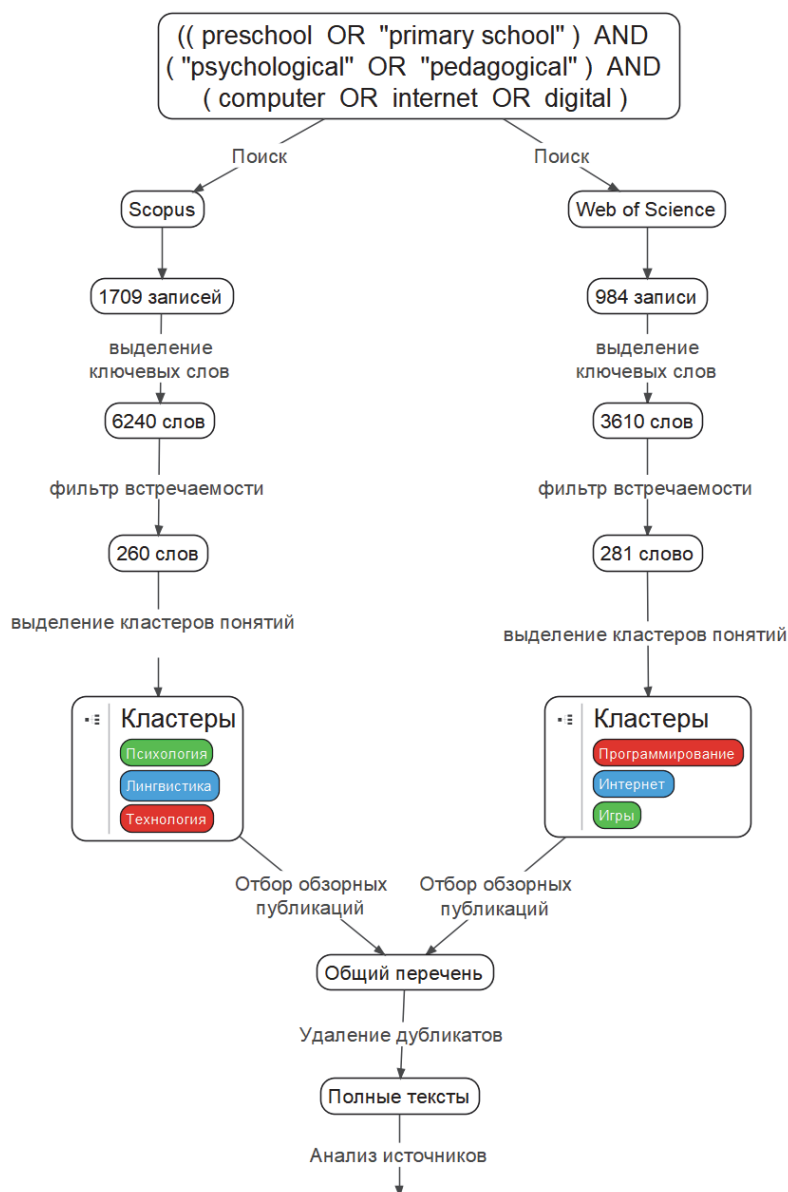 (( preschool OR "primary school" ) AND
( "psychological" OR "pedagogical" ) AND
( computer OR internet OR digital )
Поиск
Поиск
Scopus
Web of Science
1709 записей
984 записи
выделение
ключевых слов
выделение
ключевых слов
6240 слов
3610 слов
фильтр встречаемости
фильтр встречаемости
260 слов
281 слово
выделение кластеров понятий
выделение кластеров понятий
Кластеры
Психология
Лингвистика
Технология
Кластеры
Программирование
Интернет
Игры
Отбор обзорных
публикаций
Отбор обзорных
публикаций
Общий перечень
Удаление дубликатов
Полные тексты
Анализ источников